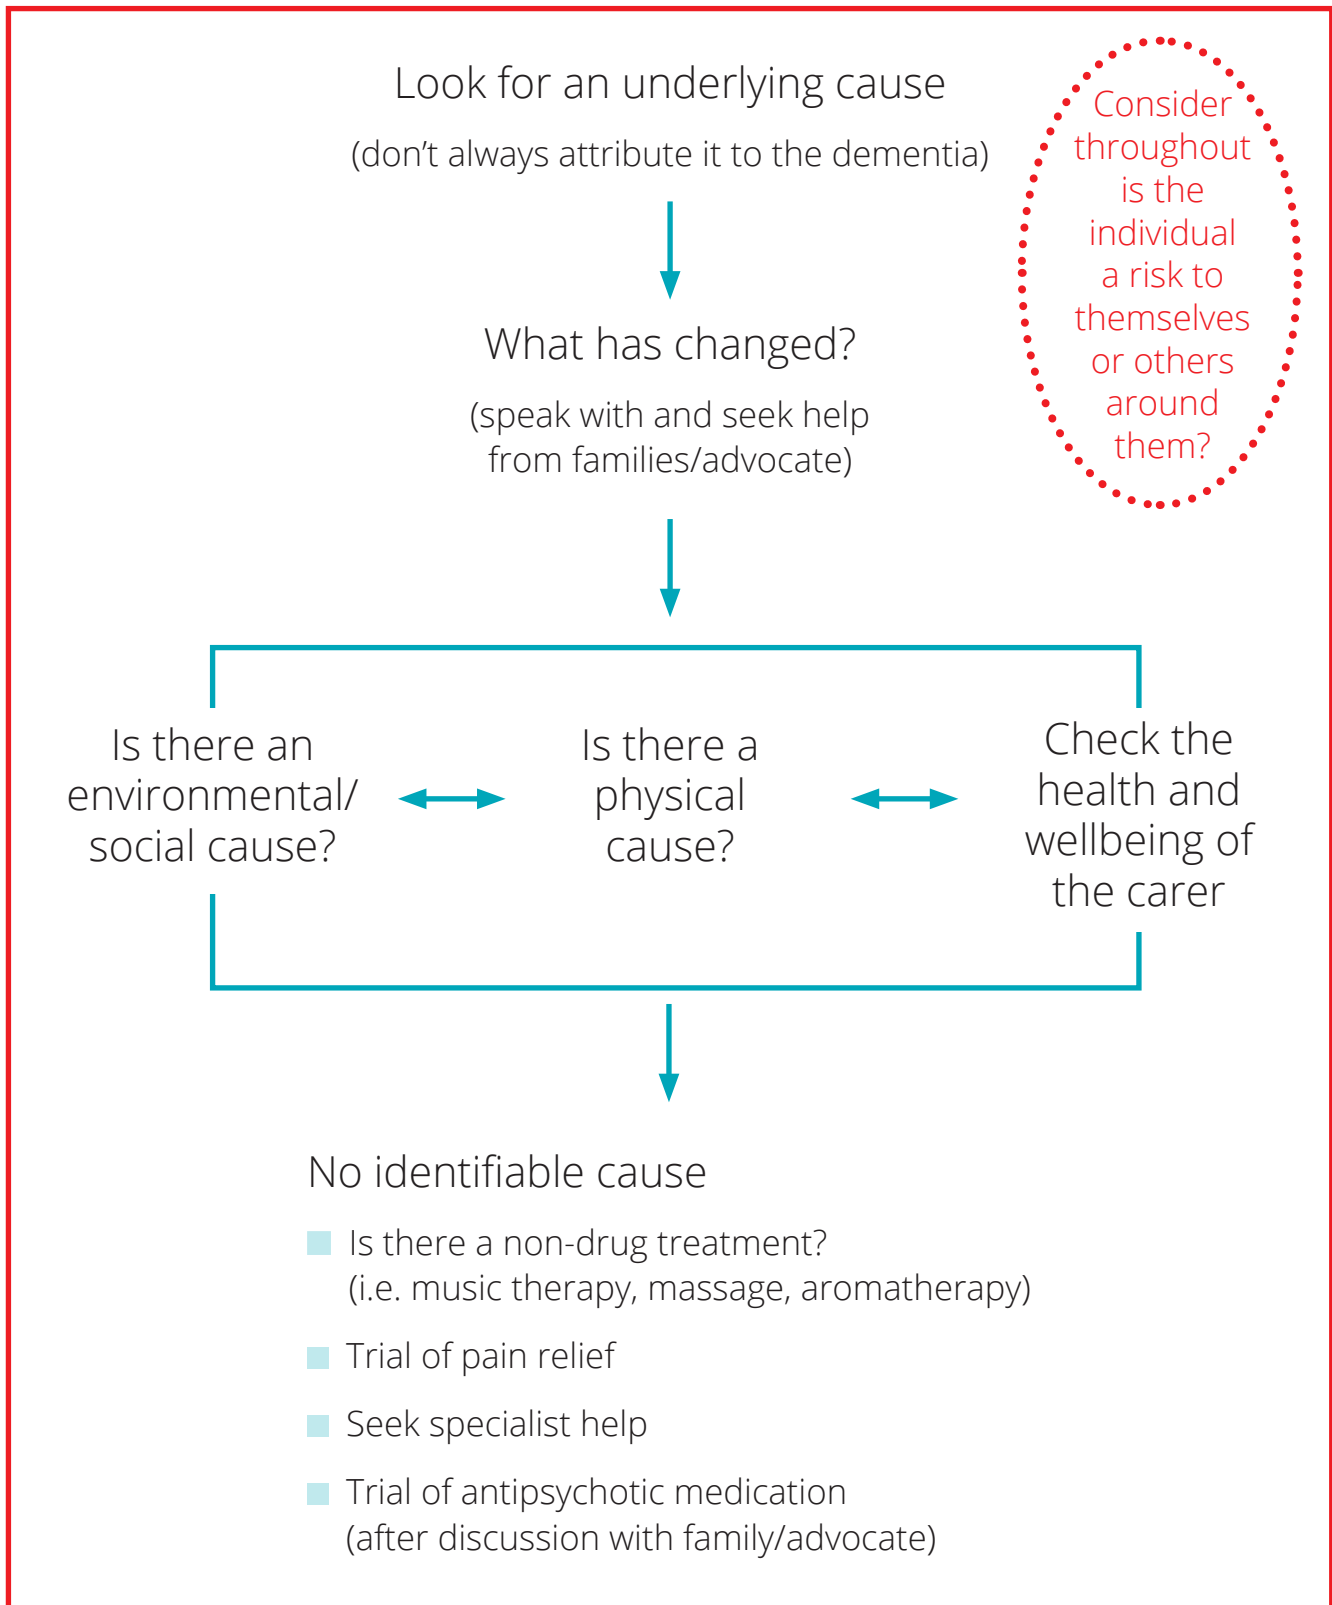 Look for an underlying cause
(don't always attribute it to the dementia)
Consider
throughout
is the
individual
a risk to
themselves
or others
around
them?
What has changed?
(speak with and seek help
from families/advocate)
Is there an
environmental/
social cause?
Is there a
physical
cause?
Check the
health and
wellbeing of
the carer
No identifiable cause
Is there a non-drug treatment?
(i.e. music therapy, massage, aromatherapy)
Trial of pain relief
Seek specialist help
Trial of antipsychotic medication
(after discussion with family/advocate)